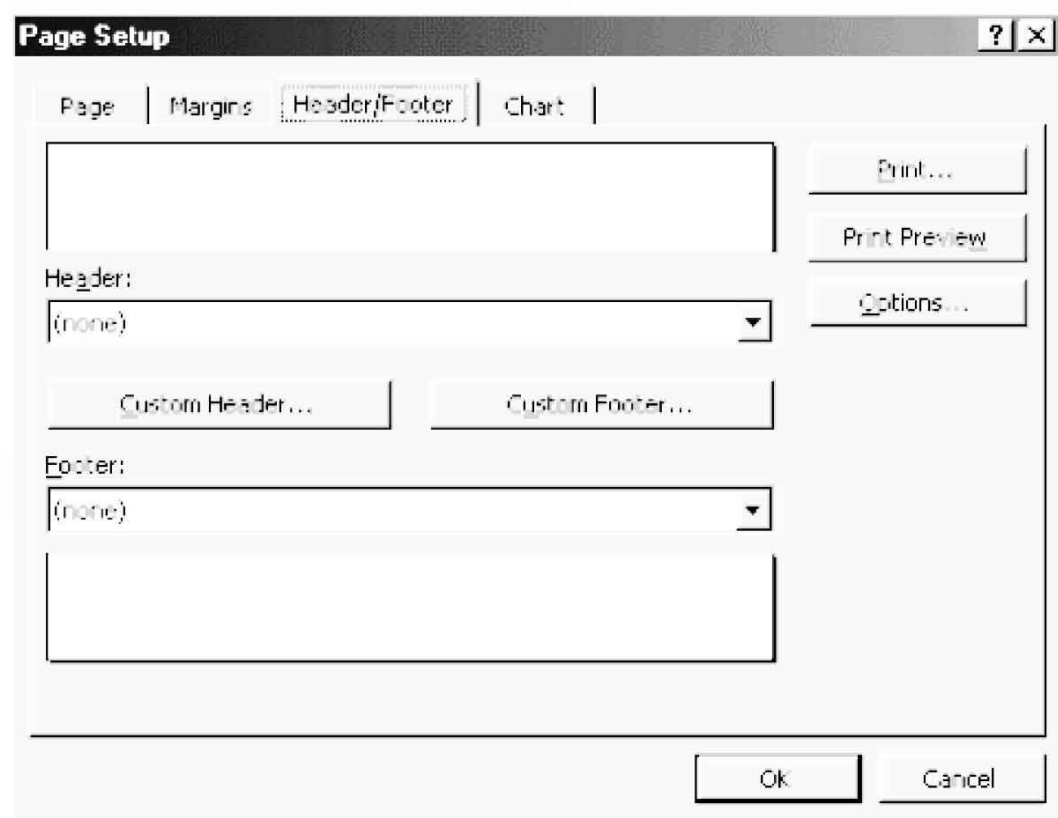 Page Setup
? X
Page Margins Header/Footer Chart
Print...
Print Preview
Header:
Options...
(none)
Custom Header... Custom Footer...
Footer:
(none)
OK Cancel